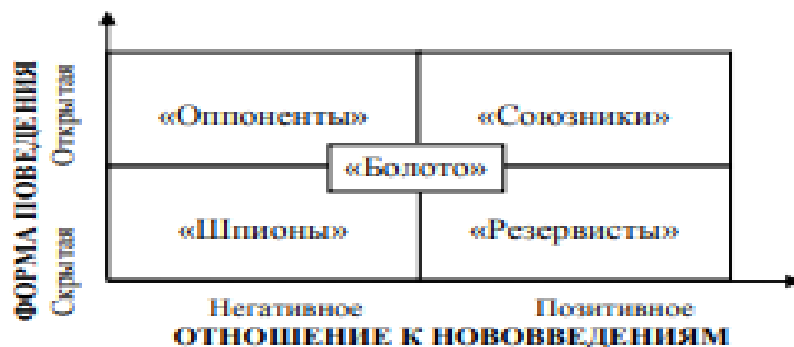 ФОРМА ПОВЕДЕНИЯ
Открытая
Скрытая
«Оппоненты» «Союзники»
«Болото»
«Шпионы» «Резервисты»
Негативное Позитивное
ОТНОШЕНИЕ К НОВОВВЕДЕНИЯМ